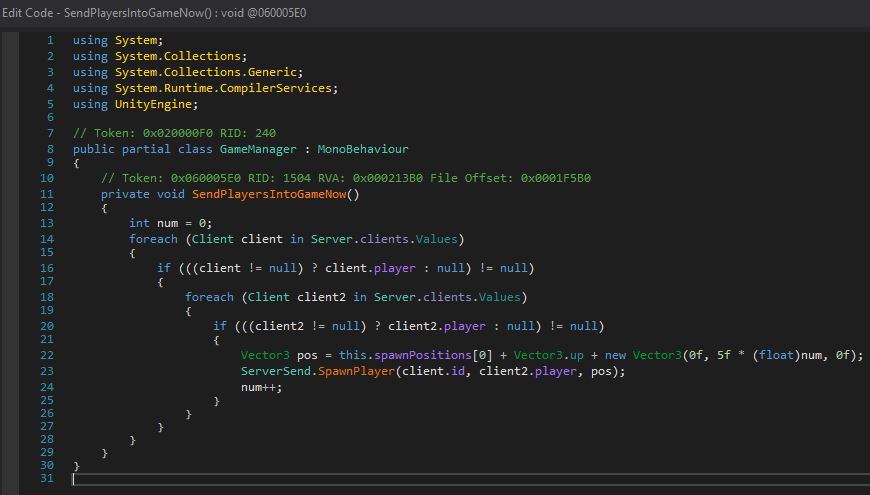 Edit Code - SendPlayersIntoGameNow() : void @060005E0
1 using System;
2 using System.Collections;
3 using System.Collections.Generic;
4 using System.Runtime.CompilerServices;
5 using UnityEngine;
6
7 // Token: 0x020000F0 RID: 240
8 public partial class GameManager : MonoBehaviour
9 {
10     // Token: 0x060005E0 RID: 1504 RVA: 0x000213B0 File Offset: 0x0001F5B0
11     private void SendPlayersIntoGameNow()
12     {
13         int num = 0;
14         foreach (Client client in Server.clients.Values)
15         {
16             if (((client != null) ? client.player : null) != null)
17             {
18                 foreach (Client client2 in Server.clients.Values)
19                 {
20                     if (((client2 != null) ? client2.player : null) != null)
21                     {
22                         Vector3 pos = this.spawnPositions[0] + Vector3.up + new Vector3(0f, 5f * (float)num, 0f);
23                         ServerSend.SpawnPlayer(client.id, client2.player, pos);
24                         num++;
25                     }
26                 }
27             }
28         }
29     }
30 }
31